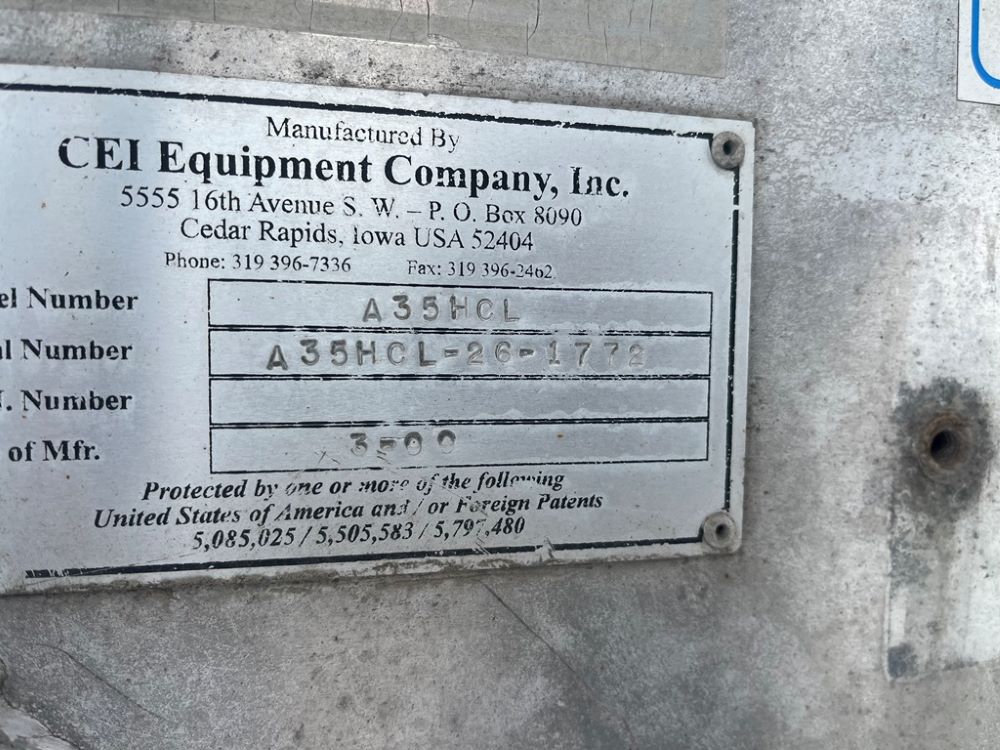 Manufactured By
CEI Equipment Company, Inc.
5555 16th Avenue S. W. – P. O. Box 8090
Cedar Rapids, Iowa USA 52404
Phone: 319 396-7336 Fax: 319 396-2462
el Number A35HCL
al Number A35HCL-26-1772
. Number
of Mfr. 3-00
Protected by one or more of the following
United States of America and / or Foreign Patents
5,085,025 / 5,505,583 / 5,797,480